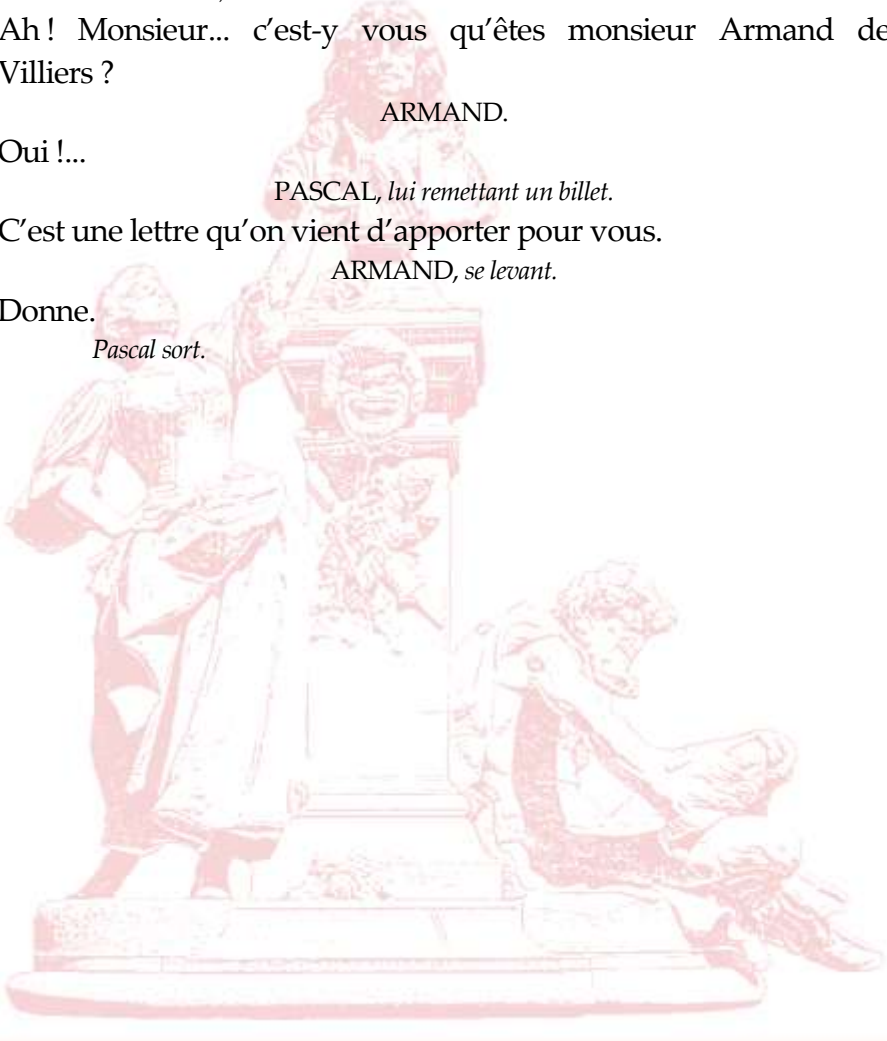 Ah ! Monsieur... c’est-y vous qu’êtes monsieur Armand de
Villiers ?
ARMAND.
Oui !...
PASCAL, lui remettant un billet.
C’est une lettre qu’on vient d’apporter pour vous.
ARMAND, se levant.
Donne.
Pascal sort.